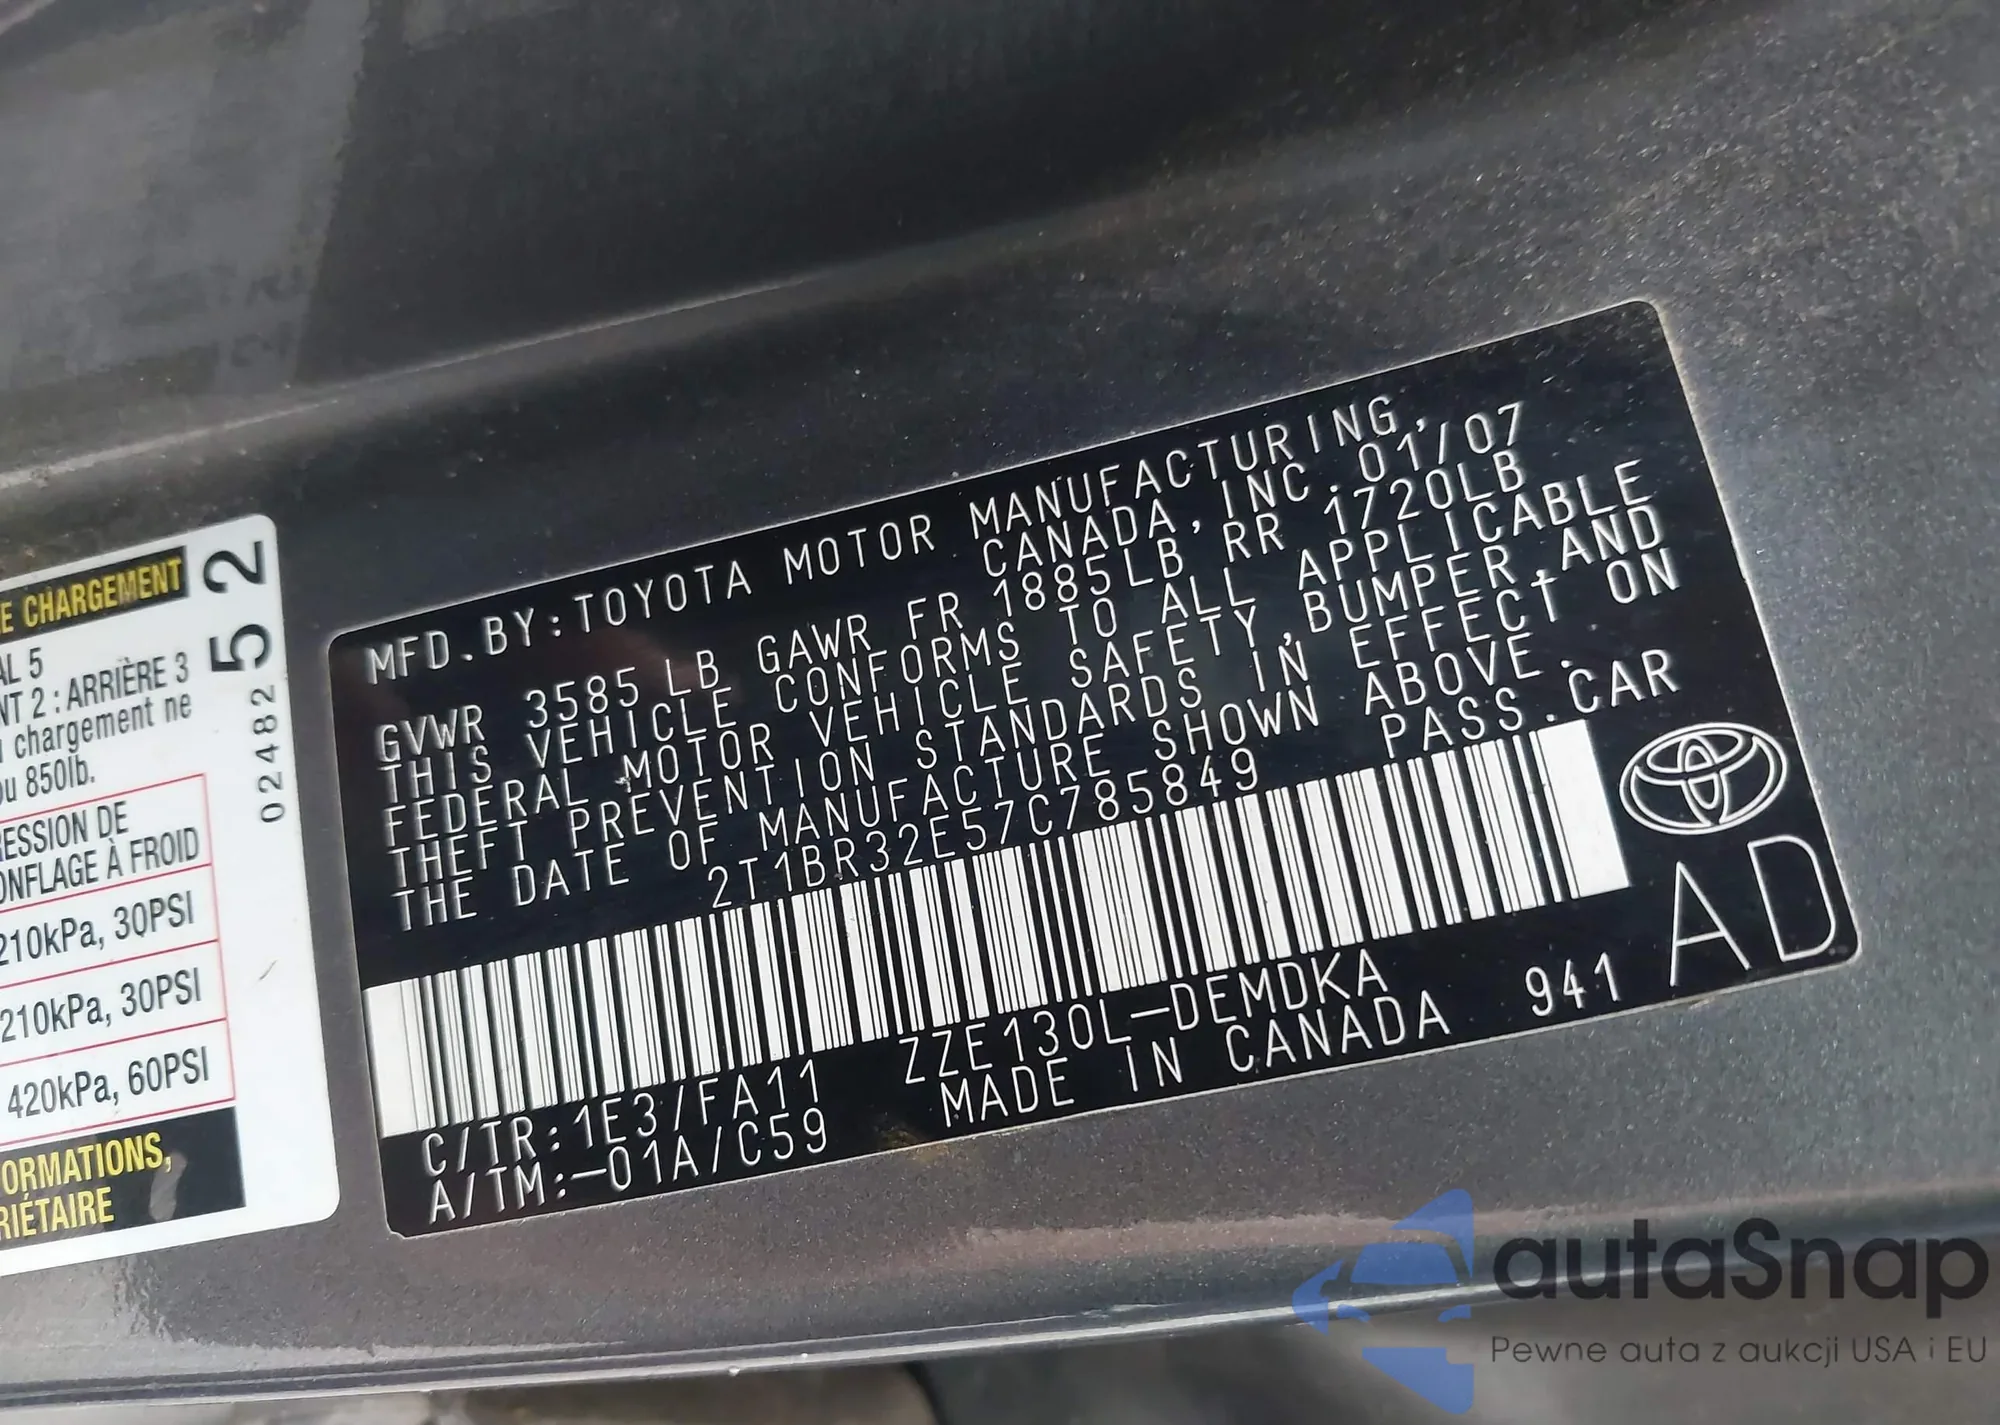 E CHARGEMENT
AL 5
NT 2 : ARRIÈRE 3
chargement ne
ou 850lb.
ESSION DE
ONFLAGE À FROID
210kPa, 30PSI
210kPa, 30PSI
420kPa, 60PSI
ORMATIONS,
RIÉTAIRE
02482 52
MFD.BY:TOYOTA MOTOR MANUFACTURING,
CANADA, INC. 01/07
GVWR 3585 LB GAWR FR 1885LB RR 1720LB
THIS VEHICLE CONFORMS TO ALL APPLICABLE
FEDERAL MOTOR VEHICLE SAFETY,BUMPER,AND
THEFT PREVENTION STANDARDS IN EFFECT ON
THE DATE OF MANUFACTURE SHOWN ABOVE.
2T1BR32E57C785849 PASS.CAR
C/TR:1E3/FA11 ZZE130L-DEMDKA
A/TM:-01A/C59 MADE IN CANADA 941
AD
autaSnap
Pewne auta z aukcji USA i EU